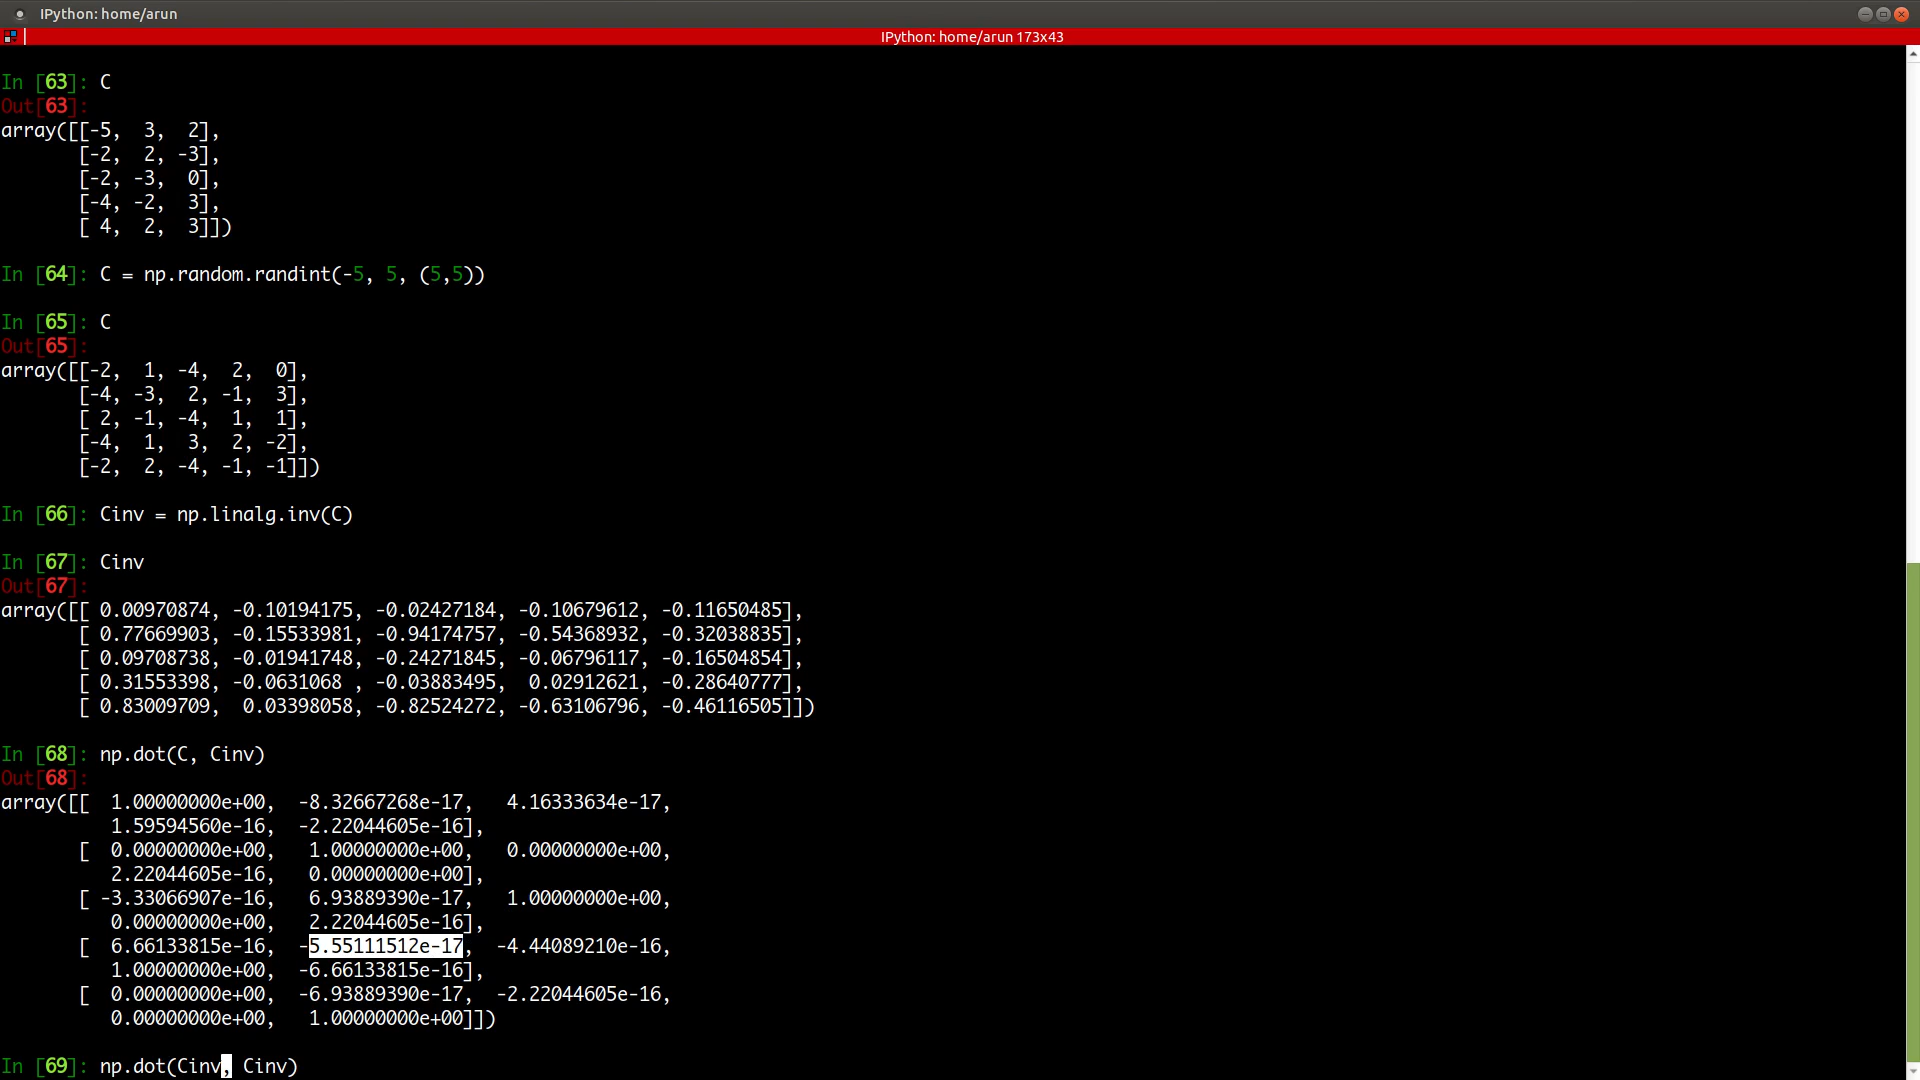 IPython: home/arun
IPython: home/arun 173x43
In [63]: C
Out[63]:
array([[-5,  3,  2],
       [-2,  2, -3],
       [-2, -3,  0],
       [-4, -2,  3],
       [ 4,  2,  3]])
In [64]: C = np.random.randint(-5, 5, (5,5))
In [65]: C
Out[65]:
array([[-2,  1, -4,  2,  0],
       [-4, -3,  2, -1,  3],
       [ 2, -1, -4,  1,  1],
       [-4,  1,  3,  2, -2],
       [-2,  2, -4, -1, -1]])
In [66]: Cinv = np.linalg.inv(C)
In [67]: Cinv
Out[67]:
array([[ 0.00970874, -0.10194175, -0.02427184, -0.10679612, -0.11650485],
       [ 0.77669903, -0.15533981, -0.94174757, -0.54368932, -0.32038835],
       [ 0.09708738, -0.01941748, -0.24271845, -0.06796117, -0.16504854],
       [ 0.31553398, -0.0631068 , -0.03883495,  0.02912621, -0.28640777],
       [ 0.83009709,  0.03398058, -0.82524272, -0.63106796, -0.46116505]])
In [68]: np.dot(C, Cinv)
Out[68]:
array([[  1.00000000e+00,  -8.32667268e-17,   4.16333634e-17,
          1.59594560e-16,  -2.22044605e-16],
       [  0.00000000e+00,   1.00000000e+00,   0.00000000e+00,
          2.22044605e-16,   0.00000000e+00],
       [ -3.33066907e-16,   6.93889390e-17,   1.00000000e+00,
          0.00000000e+00,   2.22044605e-16],
       [  6.66133815e-16,  -5.55111512e-17,  -4.44089210e-16,
          1.00000000e+00,  -6.66133815e-16],
       [  0.00000000e+00,  -6.93889390e-17,  -2.22044605e-16,
          0.00000000e+00,   1.00000000e+00]])
In [69]: np.dot(Cinv, Cinv)